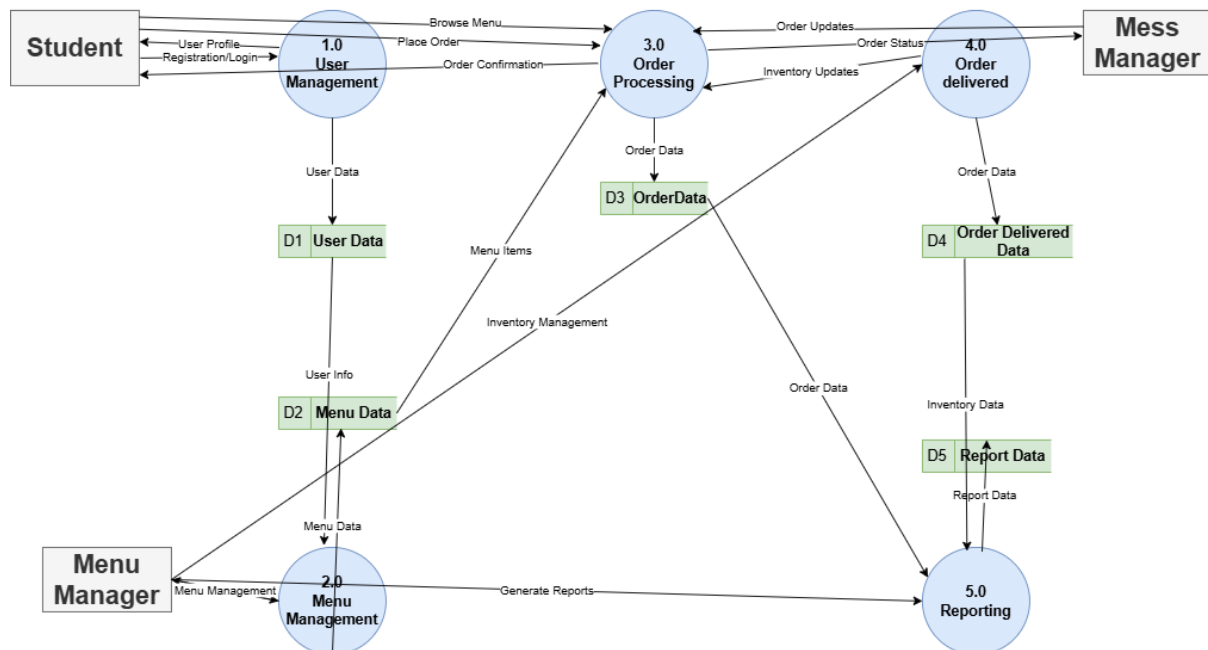 Browse Menu
Student
User Profile
Place Order
Registration/Login
Order Confirmation
1.0
User
Management
3.0
Order
Processing
Order Updates
Order Status
Inventory Updates
4.0
Order
delivered
Mess
Manager
User Data
Order Data
Order Data
D3 OrderData
D1 User Data
D4 Order Delivered
Data
Menu Items
Inventory Management
User Info
Order Data
D2 Menu Data
Inventory Data
D5 Report Data
Report Data
Menu Data
Menu
Manager
Menu Management
2.0
Menu
Management
Generate Reports
5.0
Reporting